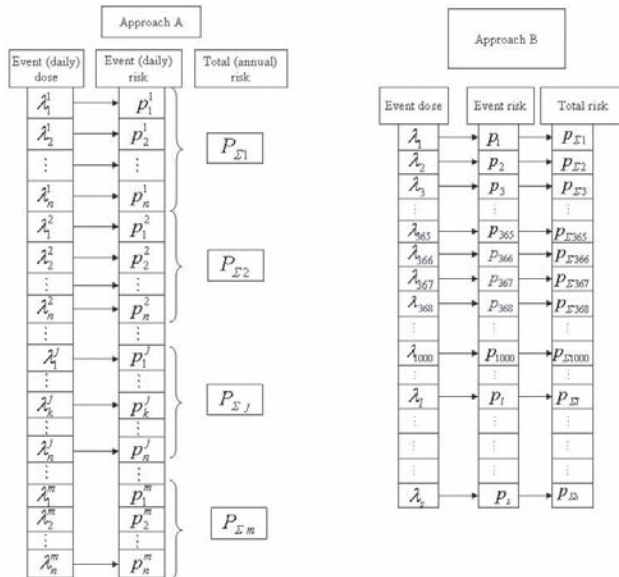 Approach A
Event (daily) dose
Event (daily) risk
Total (annual) risk
λ₁¹ p₁¹
λ₂¹ p₂¹
⋮ ⋮
λₙ¹ pₙ¹
P_Σ1
λ₁² p₁²
λ₂² p₂²
⋮ ⋮
λₙ² pₙ²
P_Σ2
⋮ ⋮
λ₁ʲ p₁ʲ
⋮ ⋮
λₖʲ pₖʲ
⋮ ⋮
λₙʲ pₙʲ
P_Σj
⋮ ⋮
λ₁ᵐ p₁ᵐ
λ₂ᵐ p₂ᵐ
⋮ ⋮
λₙᵐ pₙᵐ
P_Σm
Approach B
Event dose Event risk Total risk
λ₁ p₁ p_Σ1
λ₂ p₂ p_Σ2
λ₃ p₃ p_Σ3
⋮ ⋮ ⋮
λ₃₆₅ p₃₆₅ p_Σ365
λ₃₆₆ p₃₆₆ p_Σ366
λ₃₆₇ p₃₆₇ p_Σ367
λ₃₆₈ p₃₆₈ p_Σ368
⋮ ⋮ ⋮
λ₁₀₀₀ p₁₀₀₀ p_Σ1000
⋮ ⋮ ⋮
λ_l p_l p_Σl
⋮ ⋮ ⋮
⋮ ⋮ ⋮
⋮ ⋮ ⋮
λₛ pₛ p_Σs